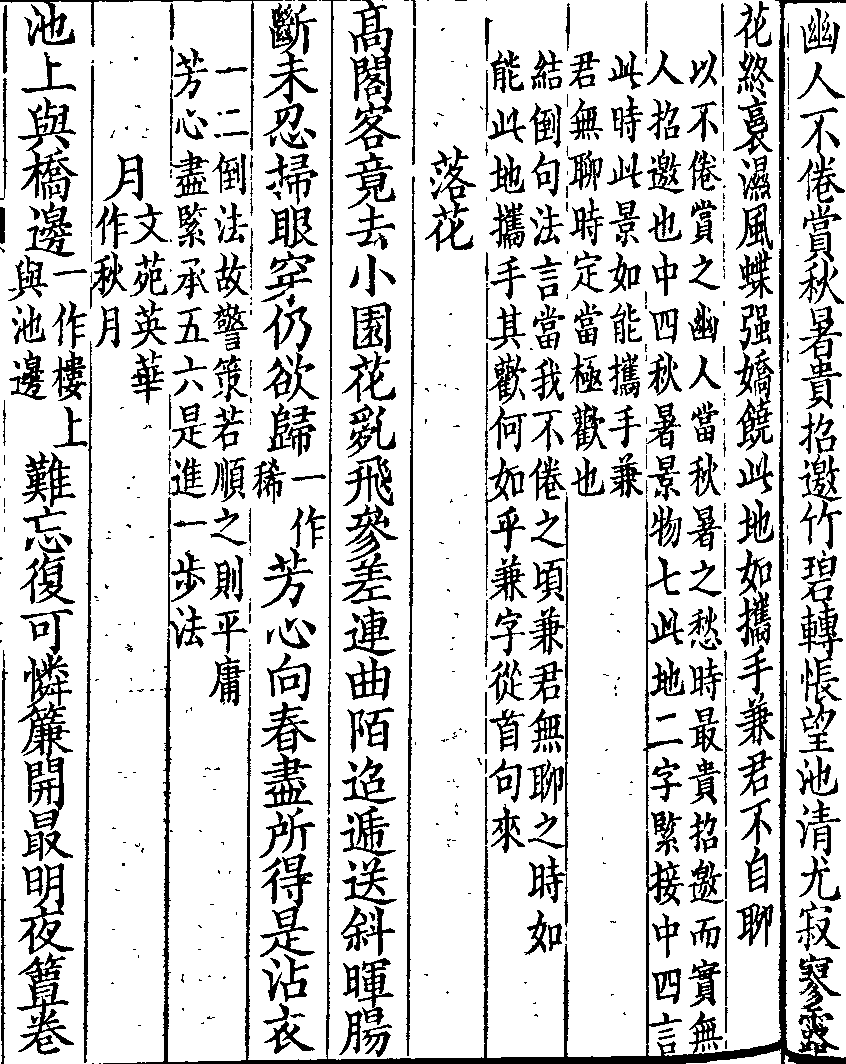 幽人不倦賞秋暑貴招邀竹碧轉悵望池清尤寂寥露
花終裛濕風蝶强嬌饒此地如攜手兼君不自聊
以不倦賞之幽人當秋暑之愁時最貴招邀而實無
人招邀也中四秋暑景物七此地二字緊接中四言
此時此景如能攜手兼
君無聊時定當極歡也
結倒句法言當我不倦之頃兼君無聊之時如
能此地攜手其歡何如乎兼字從首句來
落花
高閣客竟去小園花亂飛參差連曲陌迢遞送斜暉腸
斷未忍掃眼穿仍欲歸一作稀芳心向春盡所得是沾衣
一二倒法故警策若順之則平庸
芳心盡緊承五六是進一步法
月文苑英華作秋月
池上與橋邊一作樓上與池邊難忘復可憐簾開最明夜簟卷